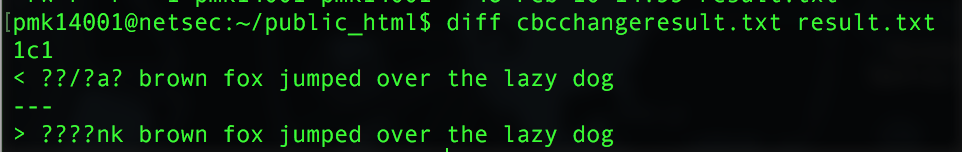 [pmk14001@netsec:~/public_html$ diff cbcchangeresult.txt result.txt
1c1
< ??/?a? brown fox jumped over the lazy dog
---
> ????nk brown fox jumped over the lazy dog